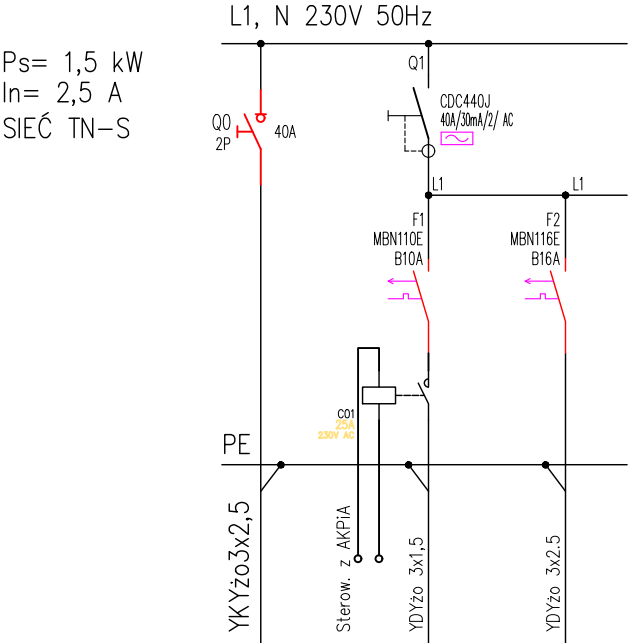 L1, N 230V 50Hz
Ps= 1,5 kW
In= 2,5 A
SIEĆ TN-S
Q0
2P
40A
Q1
CDC440J
40A/30mA/2/ AC
L1
L1
F1
MBN110E
B10A
F2
MBN116E
B16A
C01
25A
230V AC
PE
YKYżo3x2,5
Sterow. z AKPiA
YDYżo 3x1,5
YDYżo 3x2.5